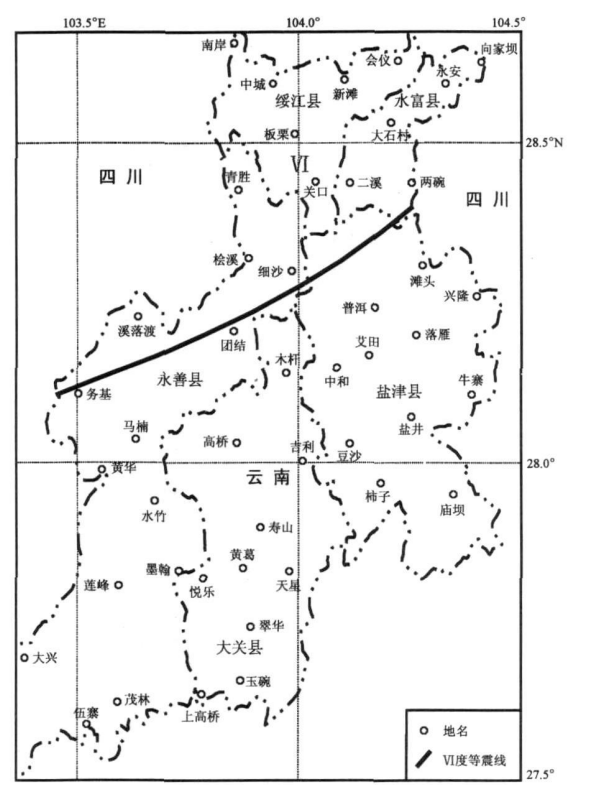 103.5°E
104.0°
104.5°
南岸
会仪
向家坝
中城
新滩
永安
绥江县
水富县
大石村
板栗
28.5°N
四川
Ⅵ
青胜
关口
二溪
两碗
四川
桧溪
细沙
滩头
兴隆
普洱
溪落渡
团结
落雁
艾田
木杆
中和
永善县
务基
盐津县
牛寨
马楠
盐井
高桥
吉利
豆沙
28.0°
黄华
云南
柿子
庙坝
水竹
寿山
黄葛
墨翰
天星
莲峰
悦乐
翠华
大关县
大兴
玉碗
茂林
上高桥
伍寨
地名
Ⅵ度等震线
27.5°